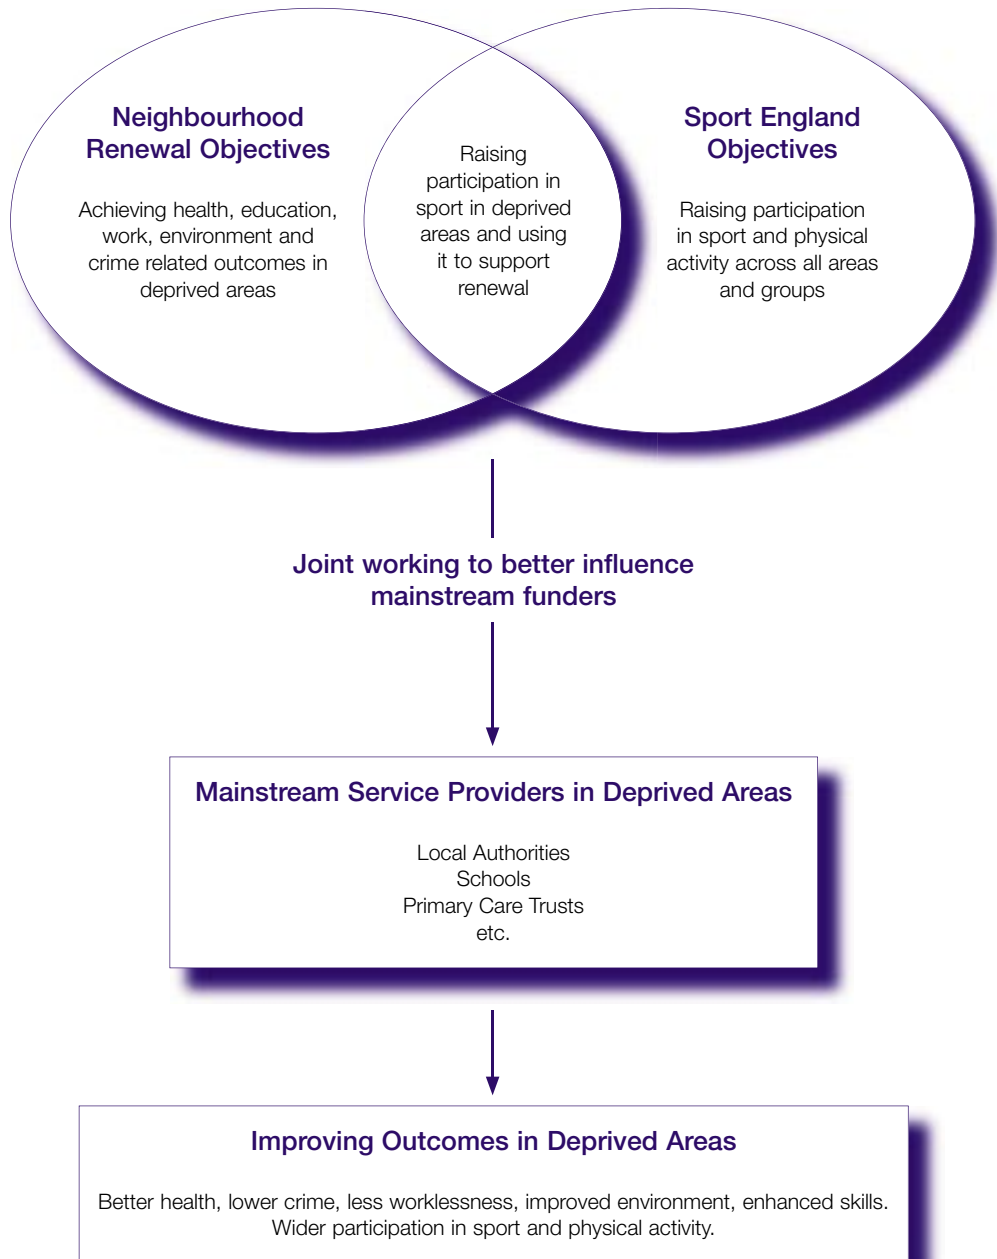 Neighbourhood
Renewal Objectives
Achieving health, education,
work, environment and
crime related outcomes in
deprived areas
Raising
participation in
sport in deprived
areas and using
it to support
renewal
Sport England
Objectives
Raising participation
in sport and physical
activity across all areas
and groups
Joint working to better influence
mainstream funders
Mainstream Service Providers in Deprived Areas
Local Authorities
Schools
Primary Care Trusts
etc.
Improving Outcomes in Deprived Areas
Better health, lower crime, less worklessness, improved environment, enhanced skills.
Wider participation in sport and physical activity.